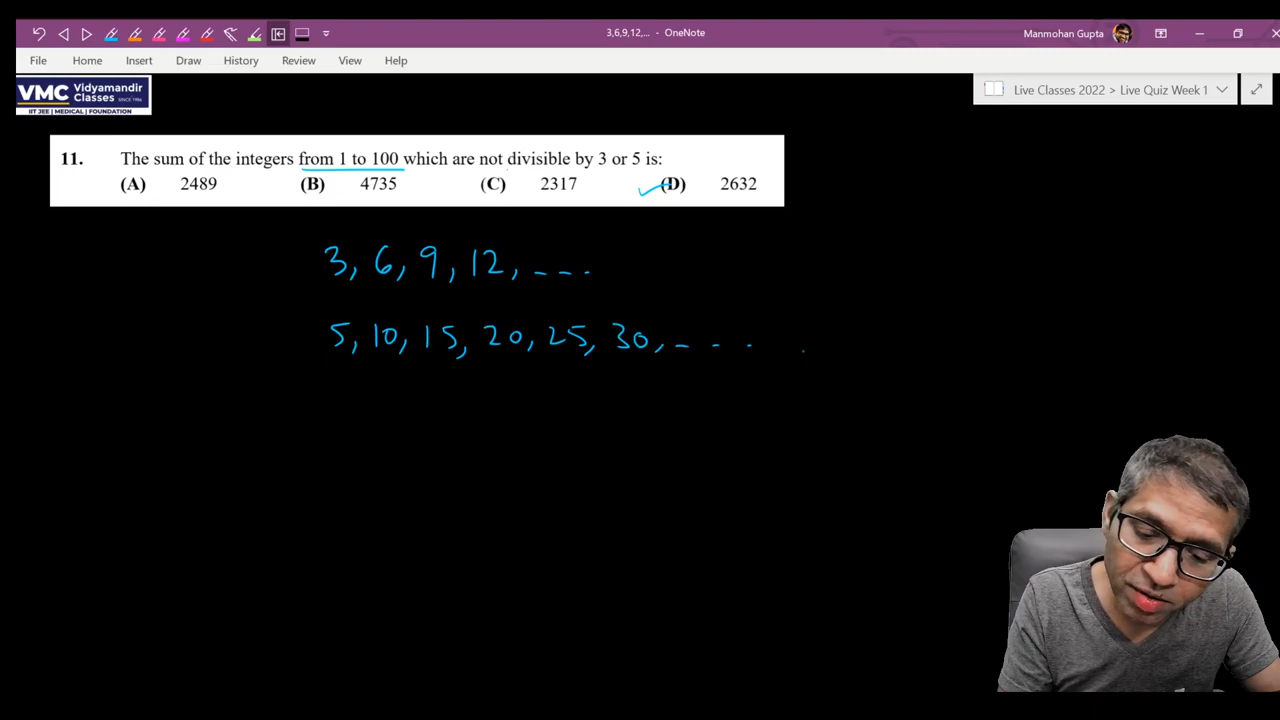 3,6,9,12,... - OneNote
Manmohan Gupta
File Home Insert Draw History Review View Help
VMC Vidyamandir Classes SINCE 1986
IIT JEE | MEDICAL | FOUNDATION
Live Classes 2022 > Live Quiz Week 1
11. The sum of the integers from 1 to 100 which are not divisible by 3 or 5 is:
(A) 2489 (B) 4735 (C) 2317 (D) 2632
3, 6, 9, 12, ---.
5, 10, 15, 20, 25, 30, - - - .